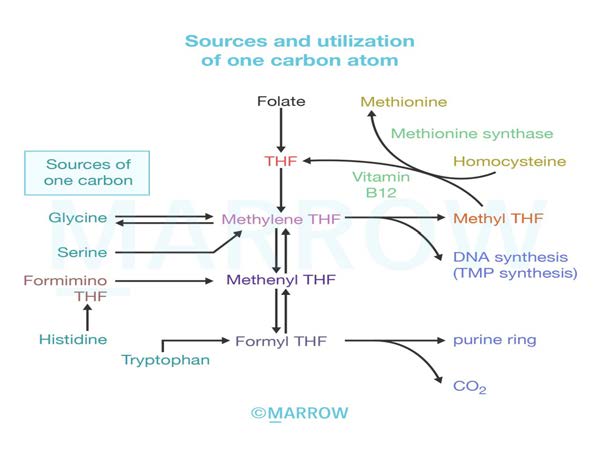 Sources and utilization
of one carbon atom
Folate
Methionine
Methionine synthase
Sources of
one carbon
THF
Vitamin
B12
Homocysteine
Glycine
Methylene THF
Methyl THF
Serine
DNA synthesis
(TMP synthesis)
Formimino
THF
Methenyl THF
Histidine
Tryptophan
Formyl THF
purine ring
CO₂
©MARROW
MARROW